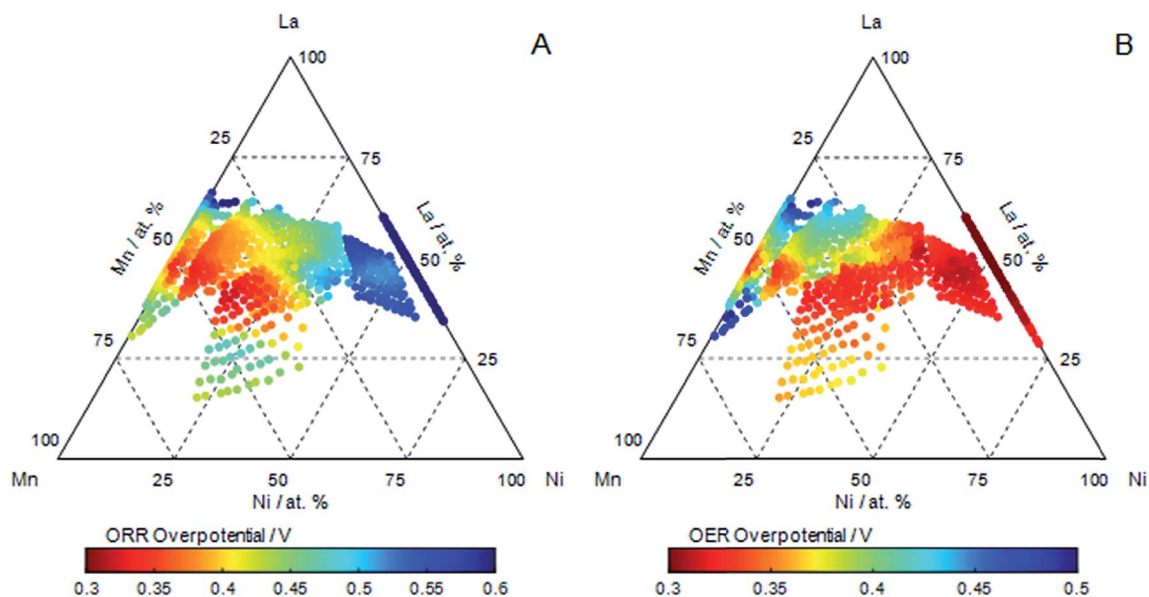 La
A
100
25
75
Mn / at. %
La / at. %
50
50
75
25
100
Mn
25
50
75
100
Ni
Ni / at. %
ORR Overpotential / V
0.3
0.35
0.4
0.45
0.5
0.55
0.6
La
B
100
25
75
Mn / at. %
La / at. %
50
50
75
25
100
Mn
25
50
75
100
Ni
Ni / at. %
OER Overpotential / V
0.3
0.35
0.4
0.45
0.5